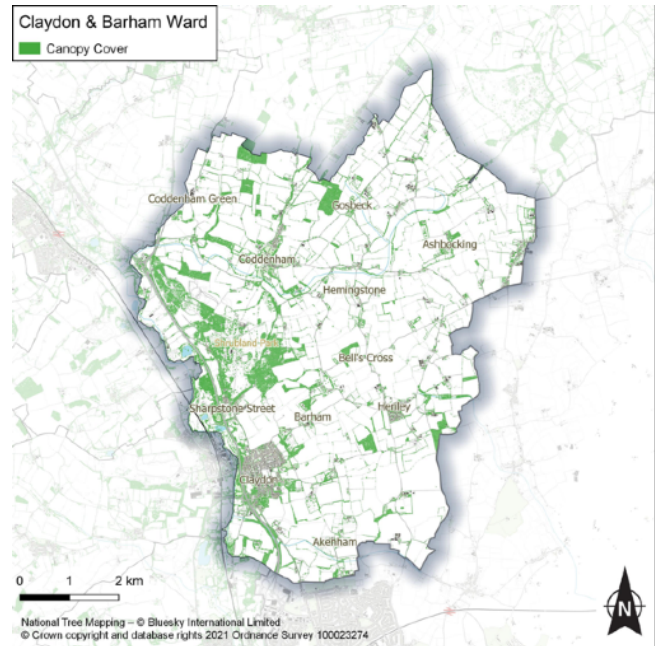 Claydon & Barham Ward
Canopy Cover
Coddenham Green
Gosbeck
Ashbocking
Coddenham
Hemingstone
Shrubland Park
Bell's Cross
Sharpstone Street
Barham
Henley
Claydon
Akenham
0 1 2 km
N
National Tree Mapping – © Bluesky International Limited
© Crown copyright and database rights 2021 Ordnance Survey 100023274